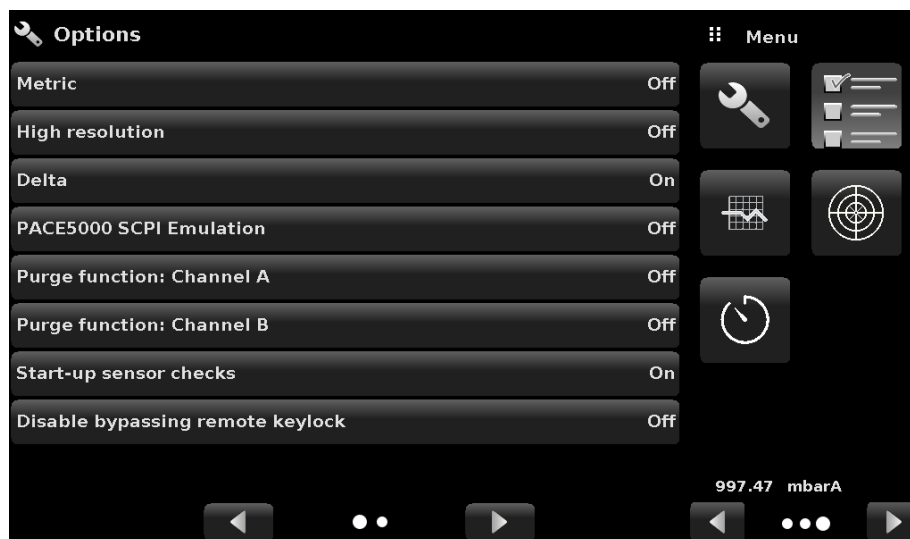 Options
Metric Off
High resolution Off
Delta On
PACE5000 SCPI Emulation Off
Purge function: Channel A Off
Purge function: Channel B Off
Start-up sensor checks On
Disable bypassing remote keylock Off
Menu
997.47 mbarA